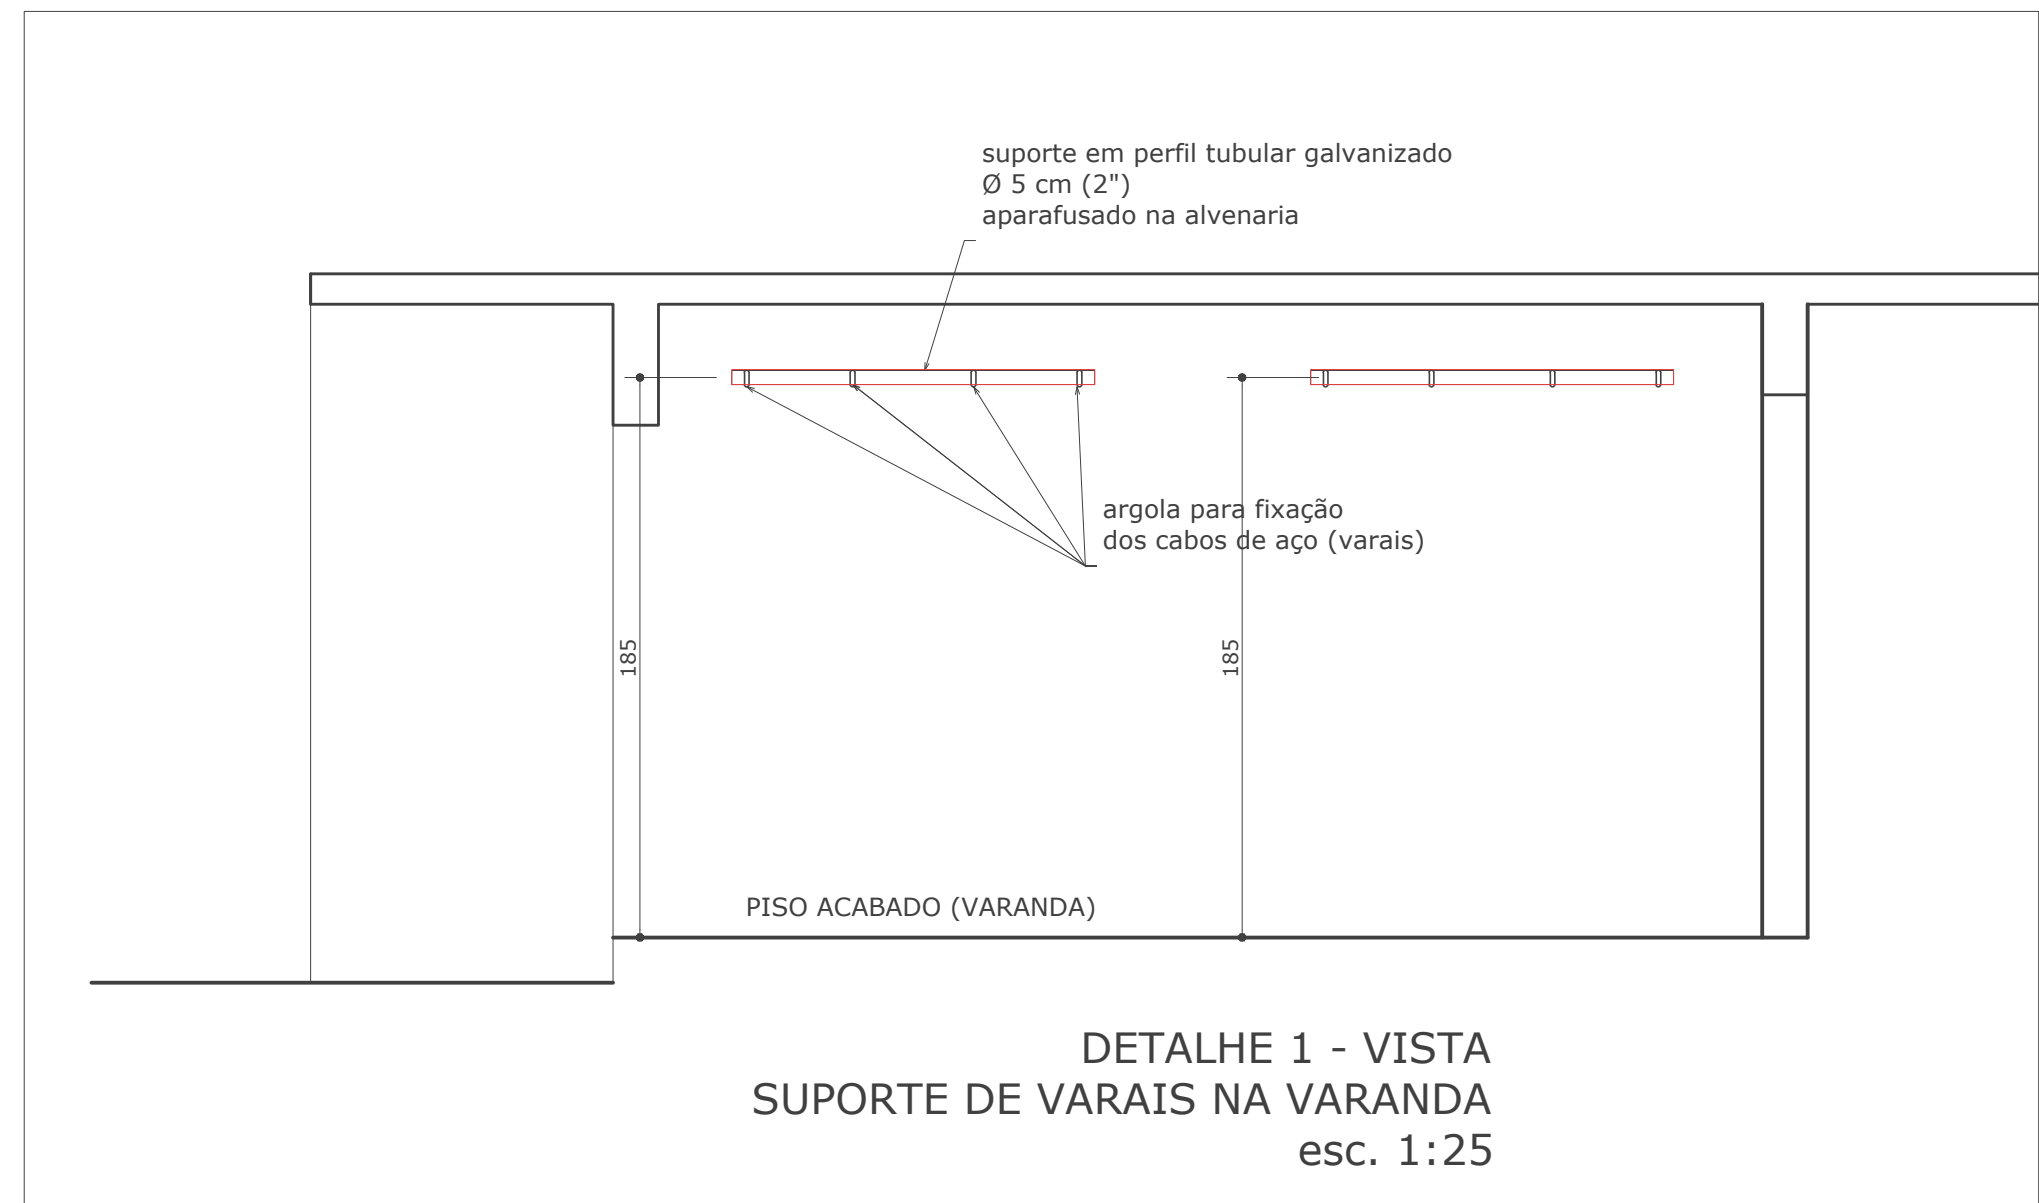 suporte em perfil tubular galvanizado
Ø 5 cm (2")
aparafusado na alvenaria
argola para fixação
dos cabos de aço (varais)
185
185
PISO ACABADO (VARANDA)
DETALHE 1 - VISTA
SUPORTE DE VARAIS NA VARANDA
esc. 1:25